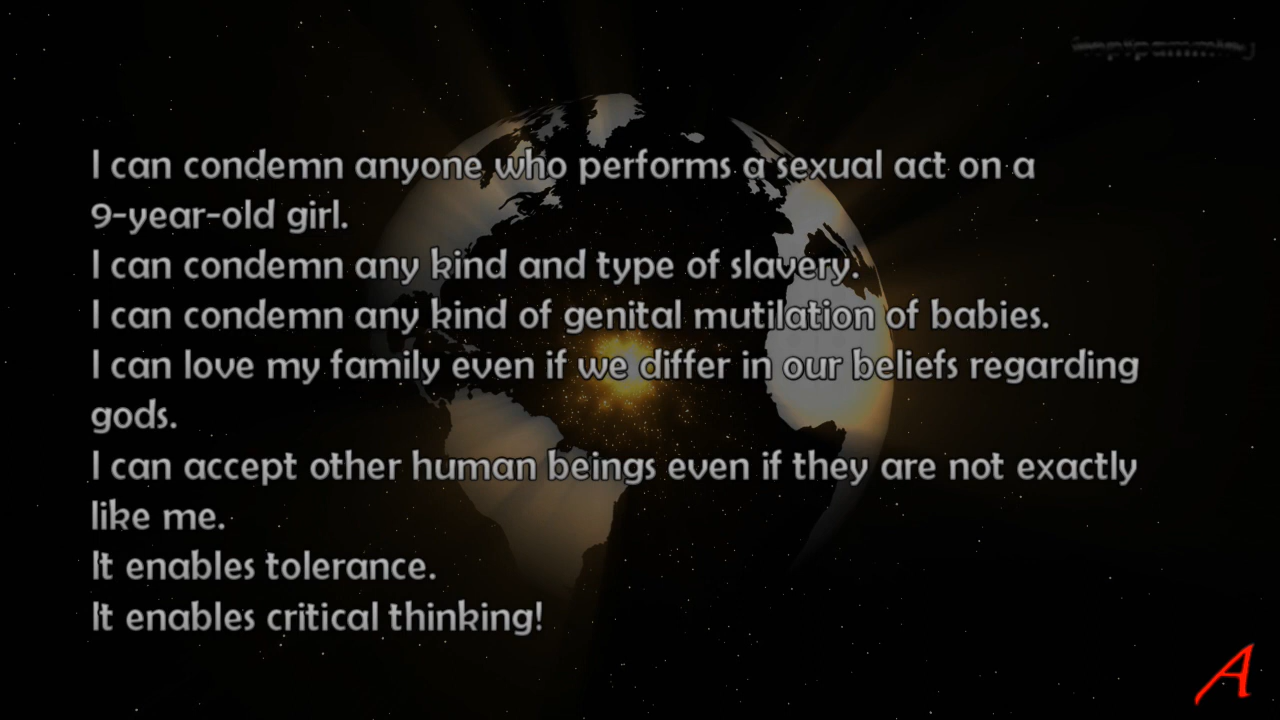 I can condemn anyone who performs a sexual act on a
9-year-old girl.
I can condemn any kind and type of slavery.
I can condemn any kind of genital mutilation of babies.
I can love my family even if we differ in our beliefs regarding
gods.
I can accept other human beings even if they are not exactly
like me.
It enables tolerance.
It enables critical thinking!
A